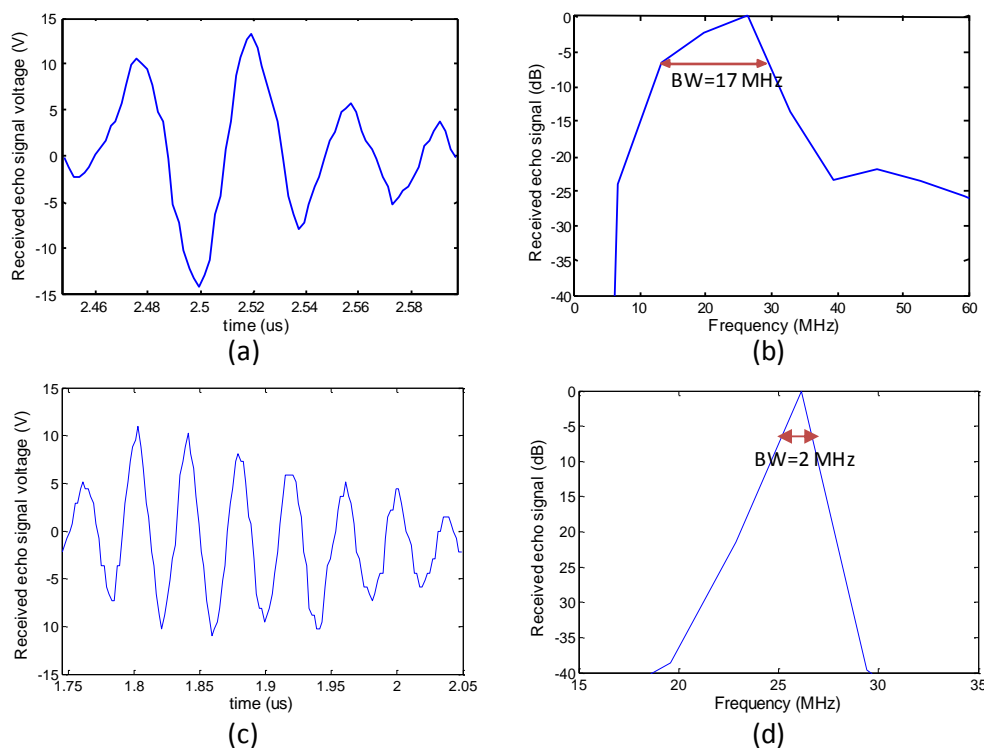 Received echo signal voltage (V)
15
10
5
0
-5
-10
-15
2.46 2.48 2.5 2.52 2.54 2.56 2.58
time (us)
(a)
Received echo signal (dB)
0
-5
-10
-15
-20
-25
-30
-35
-40
BW=17 MHz
0 10 20 30 40 50 60
Frequency (MHz)
(b)
Received echo signal voltage (V)
15
10
5
0
-5
-10
-15
1.75 1.8 1.85 1.9 1.95 2 2.05
time (us)
(c)
Received echo signal (dB)
0
-5
10
15
20
25
30
35
-40
BW=2 MHz
15 20 25 30 35
Frequency (MHz)
(d)